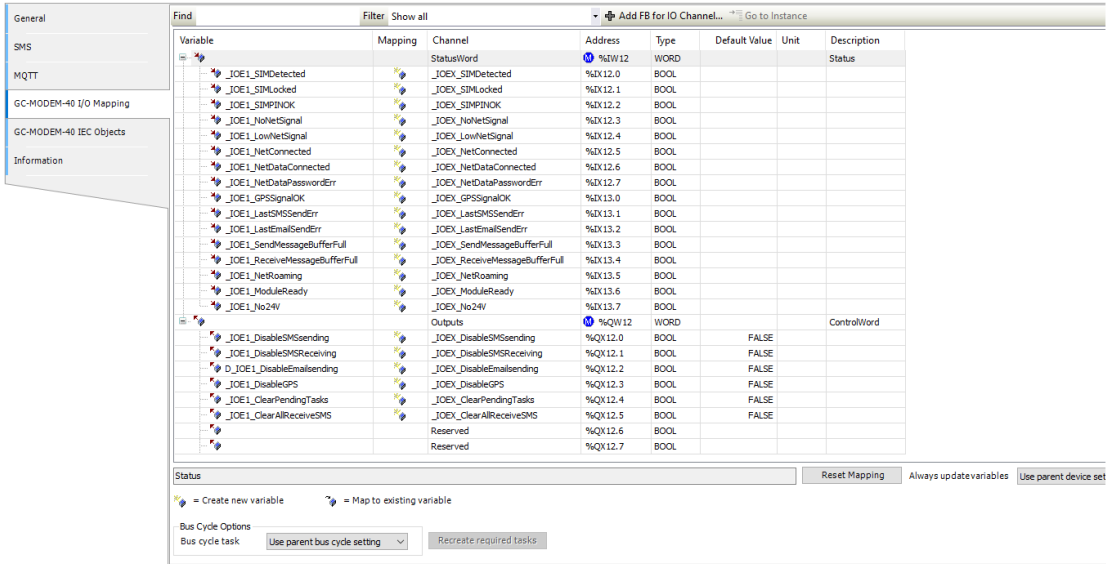 General
SMS
MQTT
GC-MODEM-40 I/O Mapping
GC-MODEM-40 IEC Objects
Information
Find Filter Show all Add FB for IO Channel... Go to Instance
Variable Mapping Channel Address Type Default Value Unit Description
StatusWord %IW12 WORD Status
_IOE1_SIMDetected _IOEX_SIMDetected %IX12.0 BOOL
_IOE1_SIMLocked _IOEX_SIMLocked %IX12.1 BOOL
_IOE1_SIMPINOK _IOEX_SIMPINOK %IX12.2 BOOL
_IOE1_NoNetSignal _IOEX_NoNetSignal %IX12.3 BOOL
_IOE1_LowNetSignal _IOEX_LowNetSignal %IX12.4 BOOL
_IOE1_NetConnected _IOEX_NetConnected %IX12.5 BOOL
_IOE1_NetDataConnected _IOEX_NetDataConnected %IX12.6 BOOL
_IOE1_NetDataPasswordErr _IOEX_NetDataPasswordErr %IX12.7 BOOL
_IOE1_GPSSignalOK _IOEX_GPSSignalOK %IX13.0 BOOL
_IOE1_LastSMSSendErr _IOEX_LastSMSSendErr %IX13.1 BOOL
_IOE1_LastEmailSendErr _IOEX_LastEmailSendErr %IX13.2 BOOL
_IOE1_SendMessageBufferFull _IOEX_SendMessageBufferFull %IX13.3 BOOL
_IOE1_ReceiveMessageBufferFull _IOEX_ReceiveMessageBufferFull %IX13.4 BOOL
_IOE1_NetRoaming _IOEX_NetRoaming %IX13.5 BOOL
_IOE1_ModuleReady _IOEX_ModuleReady %IX13.6 BOOL
_IOE1_No24V _IOEX_No24V %IX13.7 BOOL
Outputs %QW12 WORD ControlWord
_IOE1_DisableSMSsending _IOEX_DisableSMSsending %QX12.0 BOOL FALSE
_IOE1_DisableSMSReceiving _IOEX_DisableSMSReceiving %QX12.1 BOOL FALSE
D_IOE1_DisableEmailsending _IOEX_DisableEmailsending %QX12.2 BOOL FALSE
_IOE1_DisableGPS _IOEX_DisableGPS %QX12.3 BOOL FALSE
_IOE1_ClearPendingTasks _IOEX_ClearPendingTasks %QX12.4 BOOL FALSE
_IOE1_ClearAllReceiveSMS _IOEX_ClearAllReceiveSMS %QX12.5 BOOL FALSE
Reserved %QX12.6 BOOL
Reserved %QX12.7 BOOL
Status Reset Mapping Always update variables Use parent device set
= Create new variable = Map to existing variable
Bus Cycle Options
Bus cycle task Use parent bus cycle setting Recreate required tasks